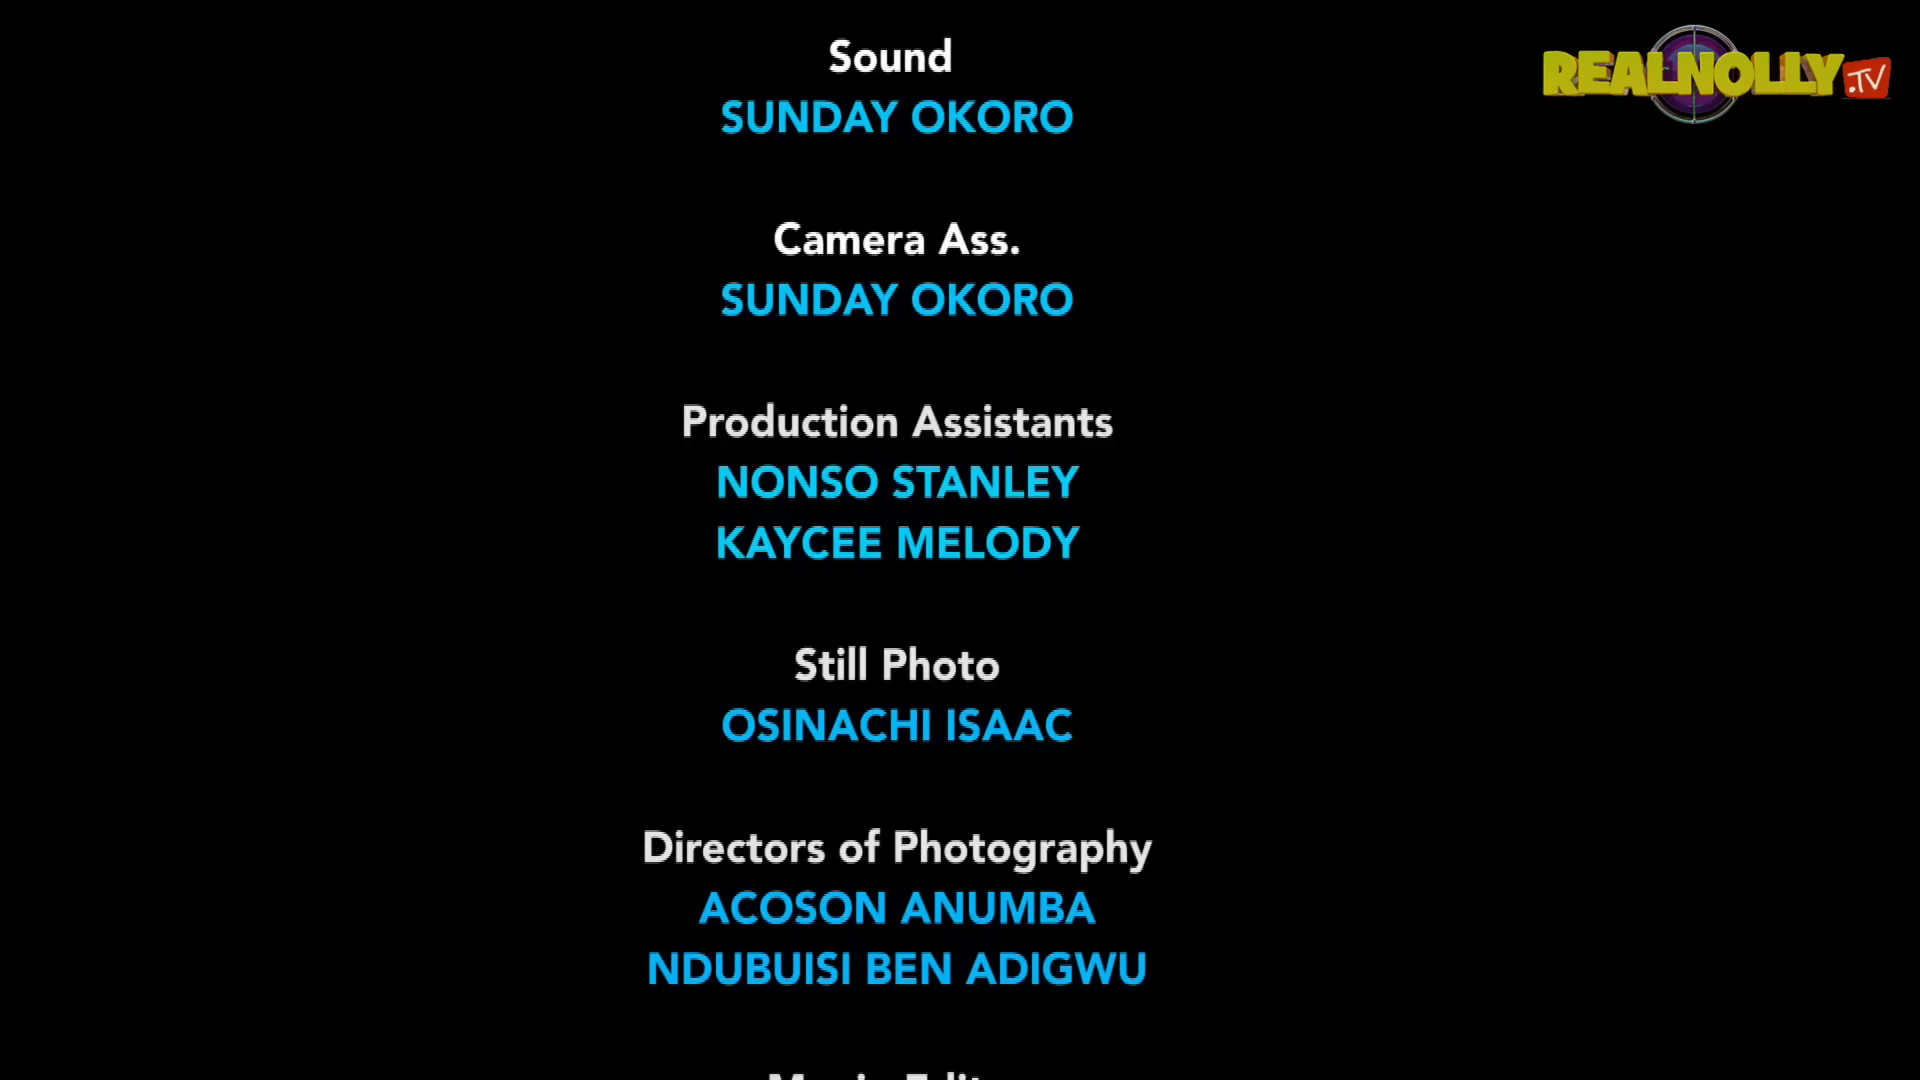 Sound
SUNDAY OKORO
REALNOLLY.TV
Camera Ass.
SUNDAY OKORO
Production Assistants
NONSO STANLEY
KAYCEE MELODY
Still Photo
OSINACHI ISAAC
Directors of Photography
ACOSON ANUMBA
NDUBUISI BEN ADIGWU